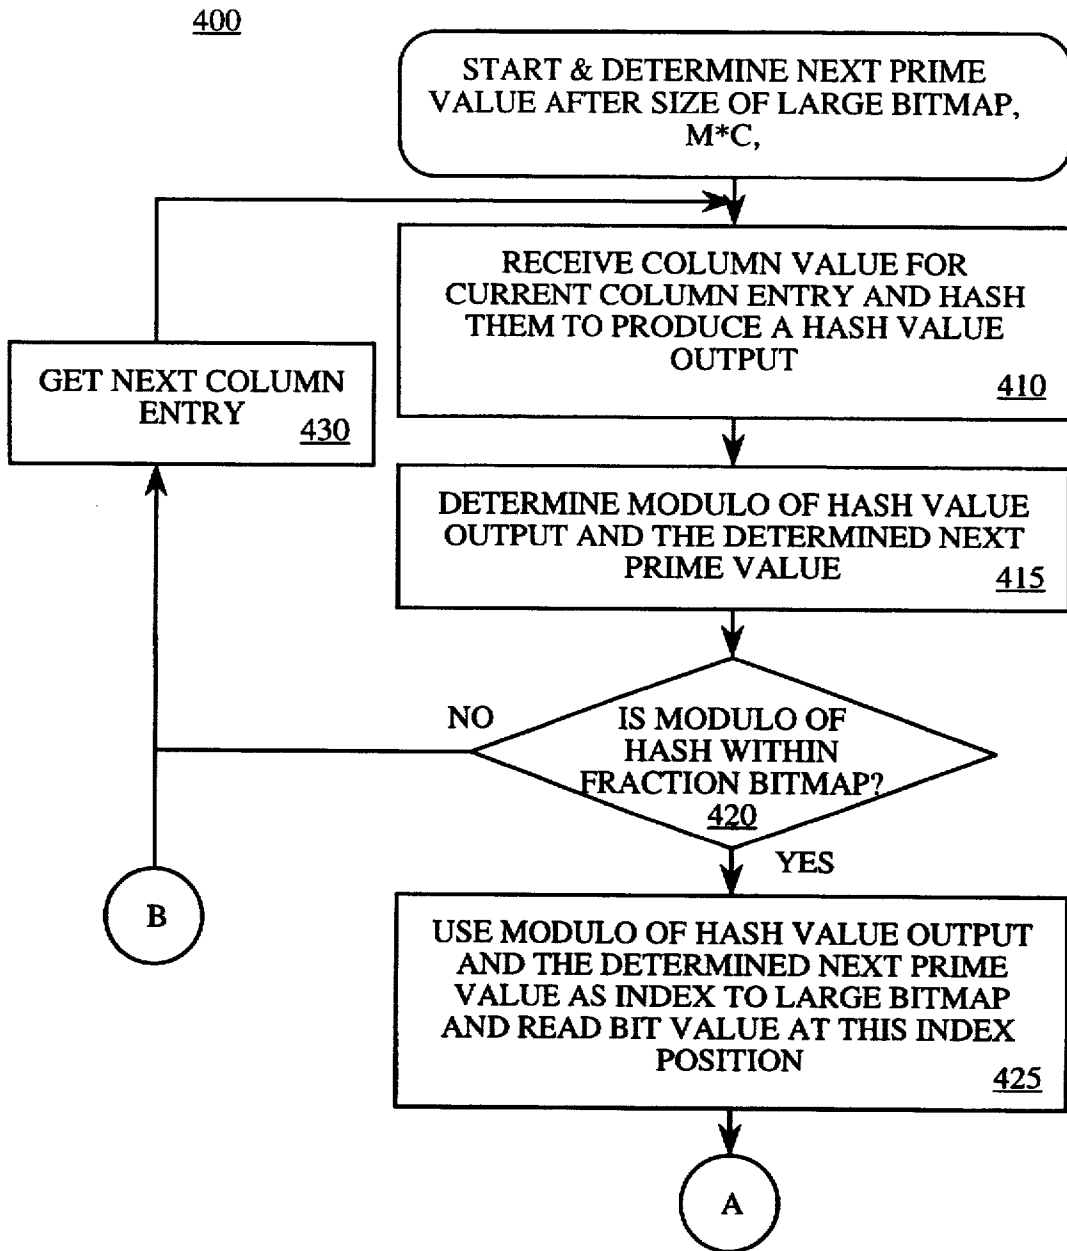 400
START & DETERMINE NEXT PRIME
VALUE AFTER SIZE OF LARGE BITMAP,
M*C,
RECEIVE COLUMN VALUE FOR
CURRENT COLUMN ENTRY AND HASH
THEM TO PRODUCE A HASH VALUE
OUTPUT
410
GET NEXT COLUMN
ENTRY
430
DETERMINE MODULO OF HASH VALUE
OUTPUT AND THE DETERMINED NEXT
PRIME VALUE
415
NO
IS MODULO OF
HASH WITHIN
FRACTION BITMAP?
420
YES
B
USE MODULO OF HASH VALUE OUTPUT
AND THE DETERMINED NEXT PRIME
VALUE AS INDEX TO LARGE BITMAP
AND READ BIT VALUE AT THIS INDEX
POSITION
425
A